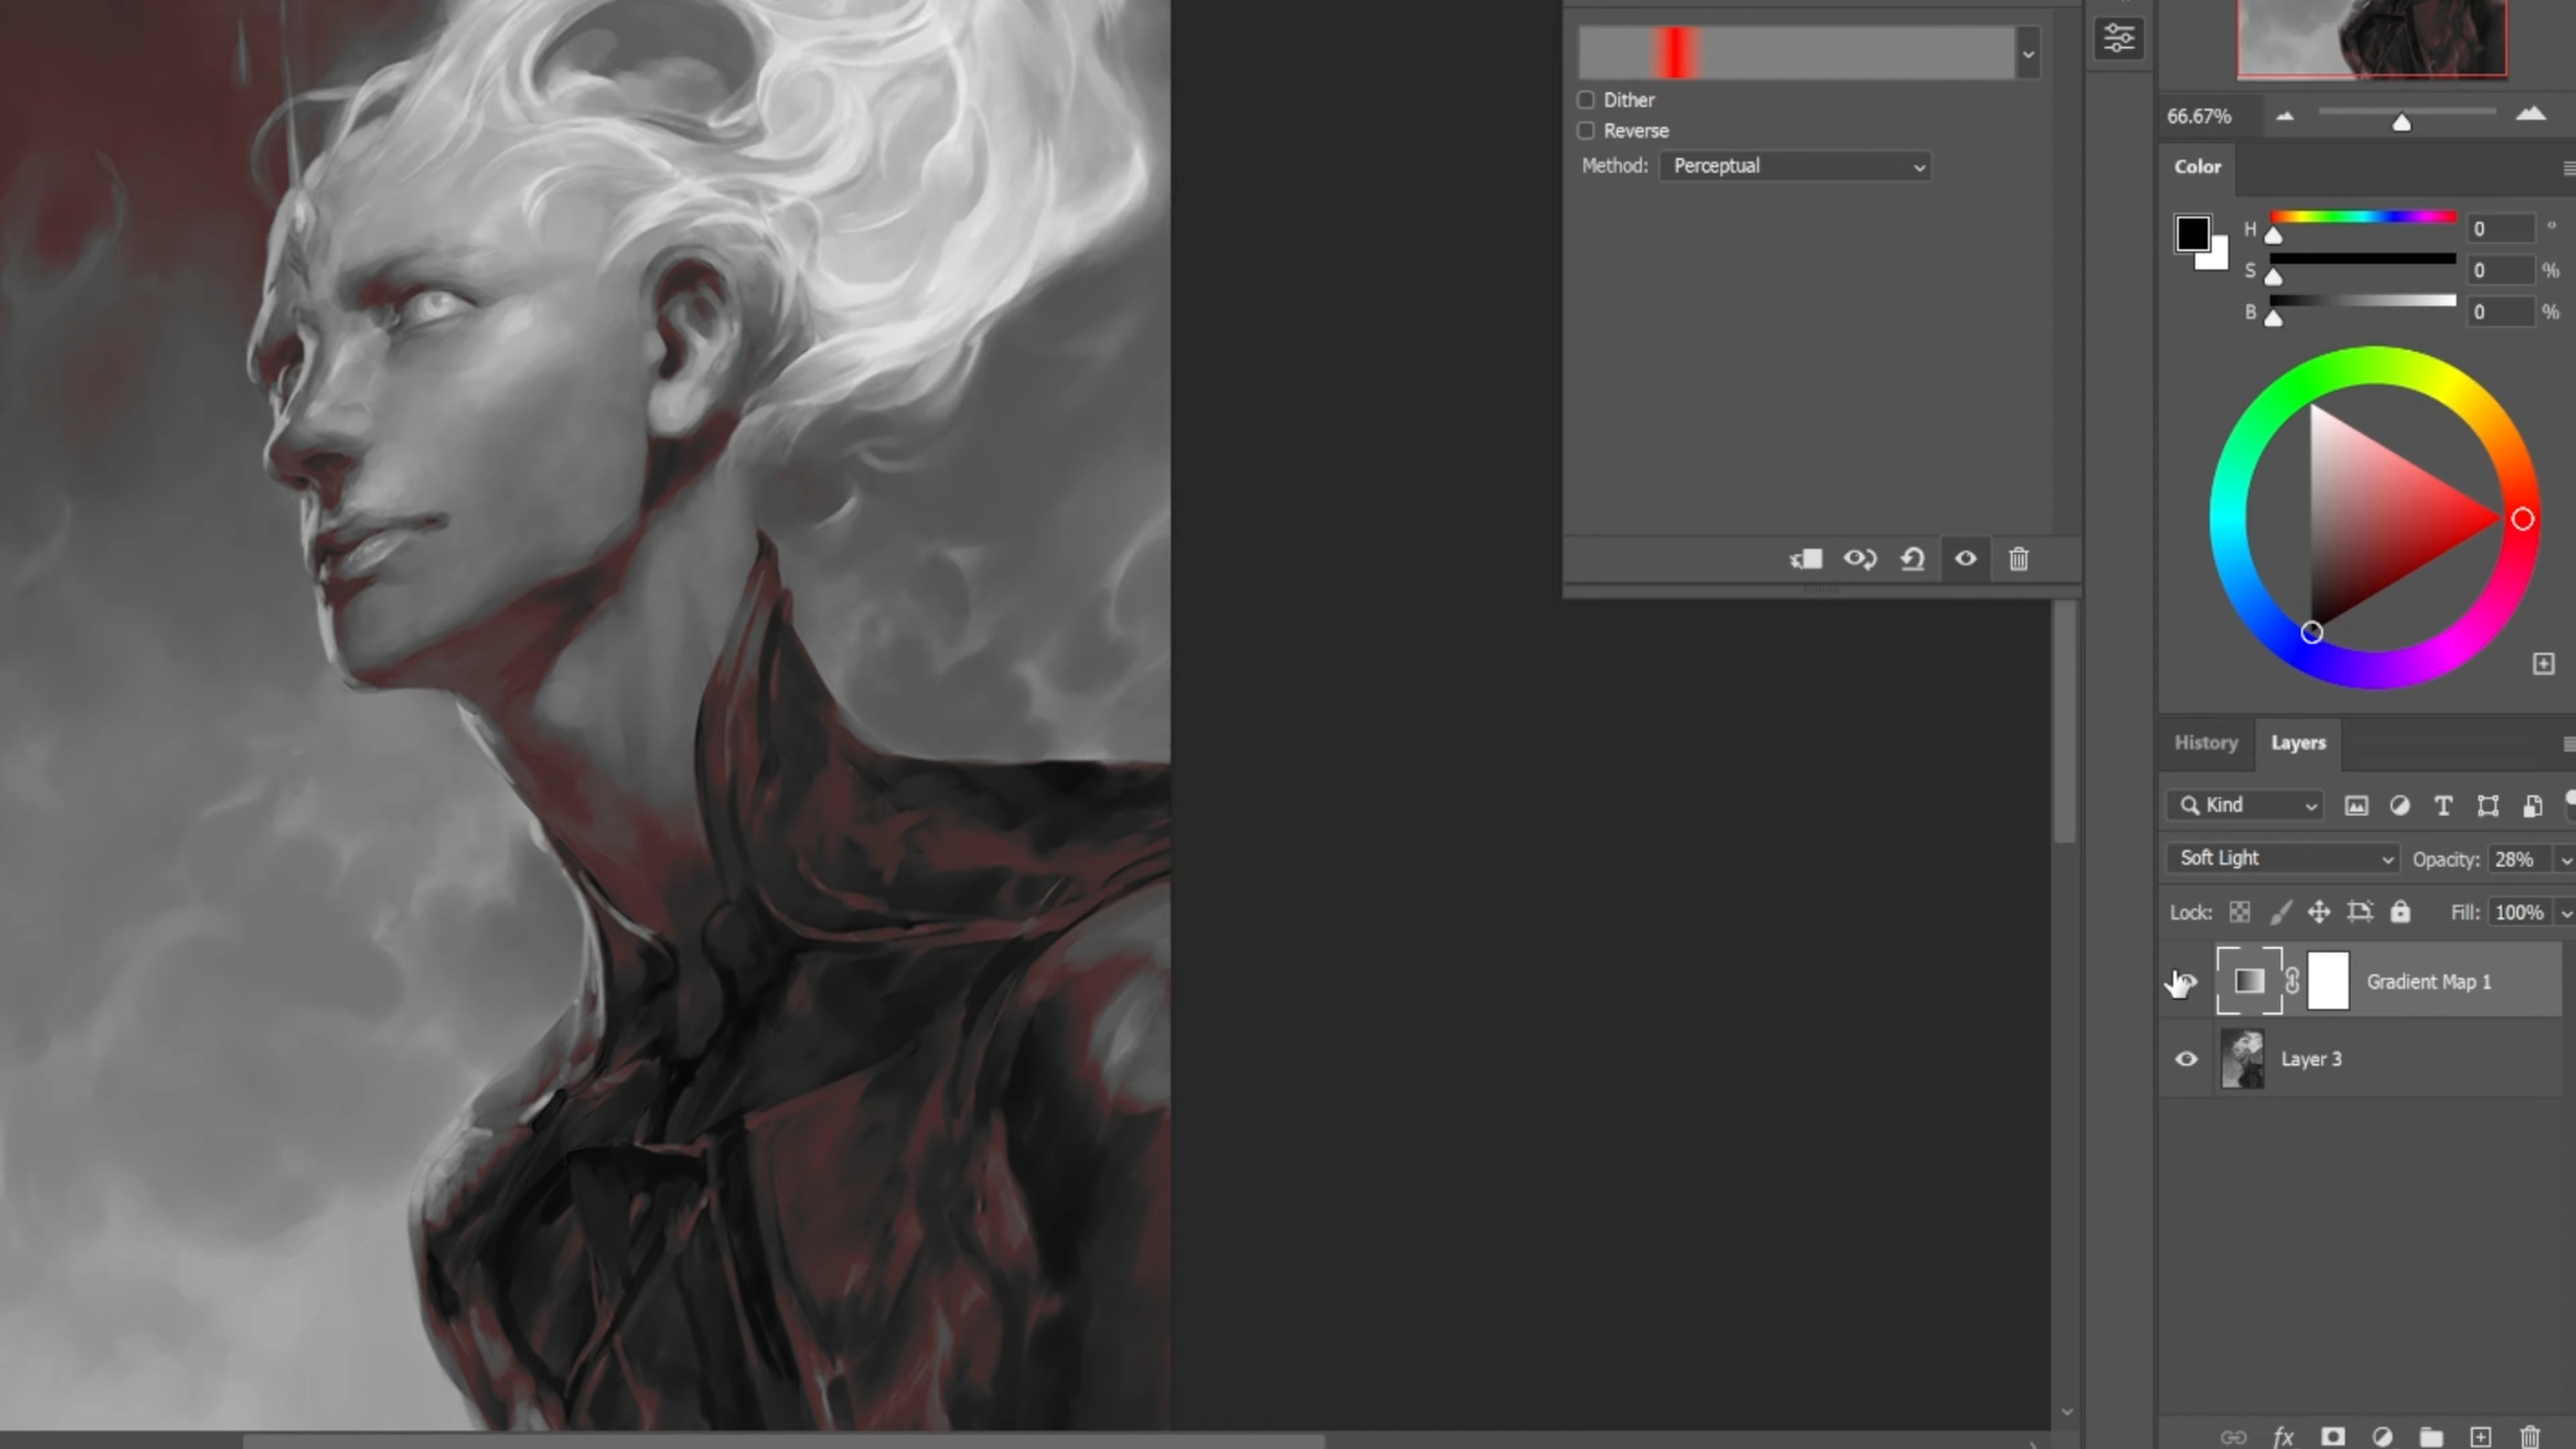 Dither
Reverse
Method: Perceptual
66.67%
Color
H 0 °
S 0 %
B 0 %
History Layers
Kind
Soft Light Opacity: 28%
Lock: Fill: 100%
Gradient Map 1
Layer 3
fx